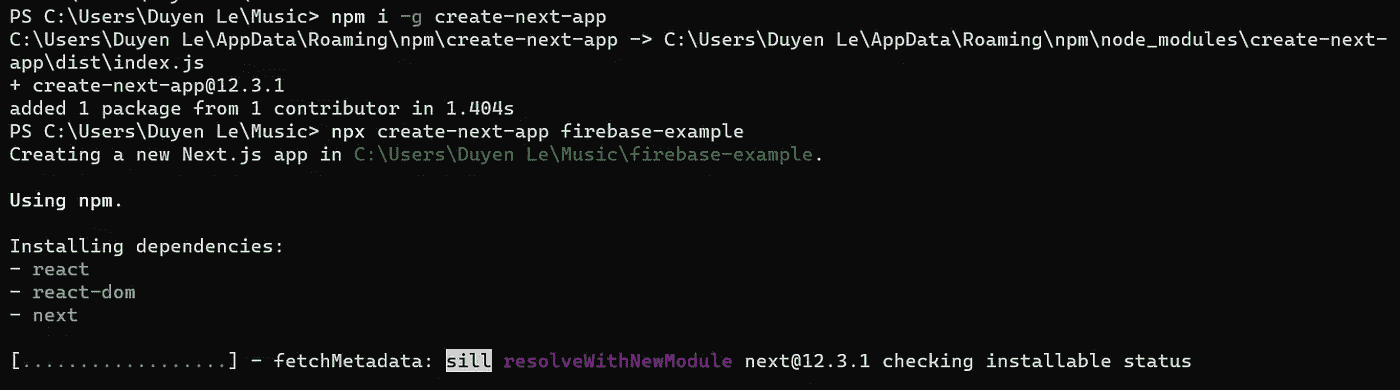 PS C:\Users\Duyen Le\Music> npm i -g create-next-app
C:\Users\Duyen Le\AppData\Roaming\npm\create-next-app -> C:\Users\Duyen Le\AppData\Roaming\npm\node_modules\create-next-
app\dist\index.js
+ create-next-app@12.3.1
added 1 package from 1 contributor in 1.404s
PS C:\Users\Duyen Le\Music> npx create-next-app firebase-example
Creating a new Next.js app in C:\Users\Duyen Le\Music\firebase-example.
Using npm.
Installing dependencies:
- react
- react-dom
- next
[..................] - fetchMetadata: sill resolveWithNewModule next@12.3.1 checking installable status